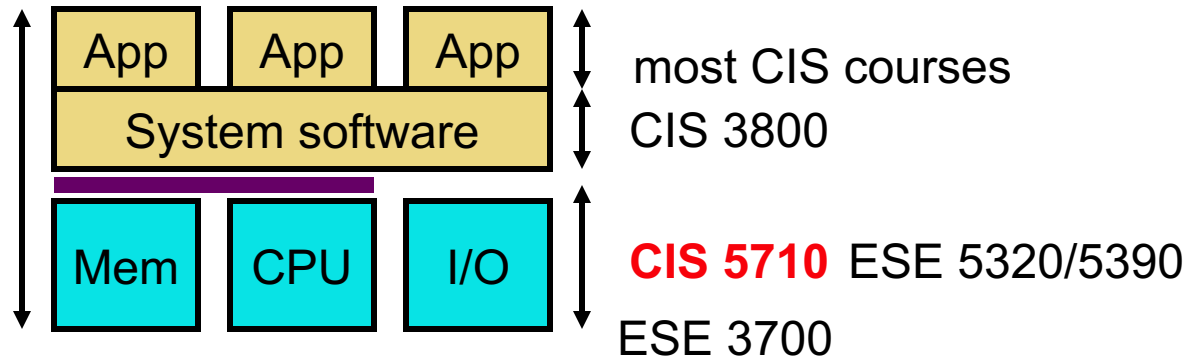 App App App
most CIS courses
System software
CIS 3800
Mem CPU I/O
CIS 5710 ESE 5320/5390
ESE 3700